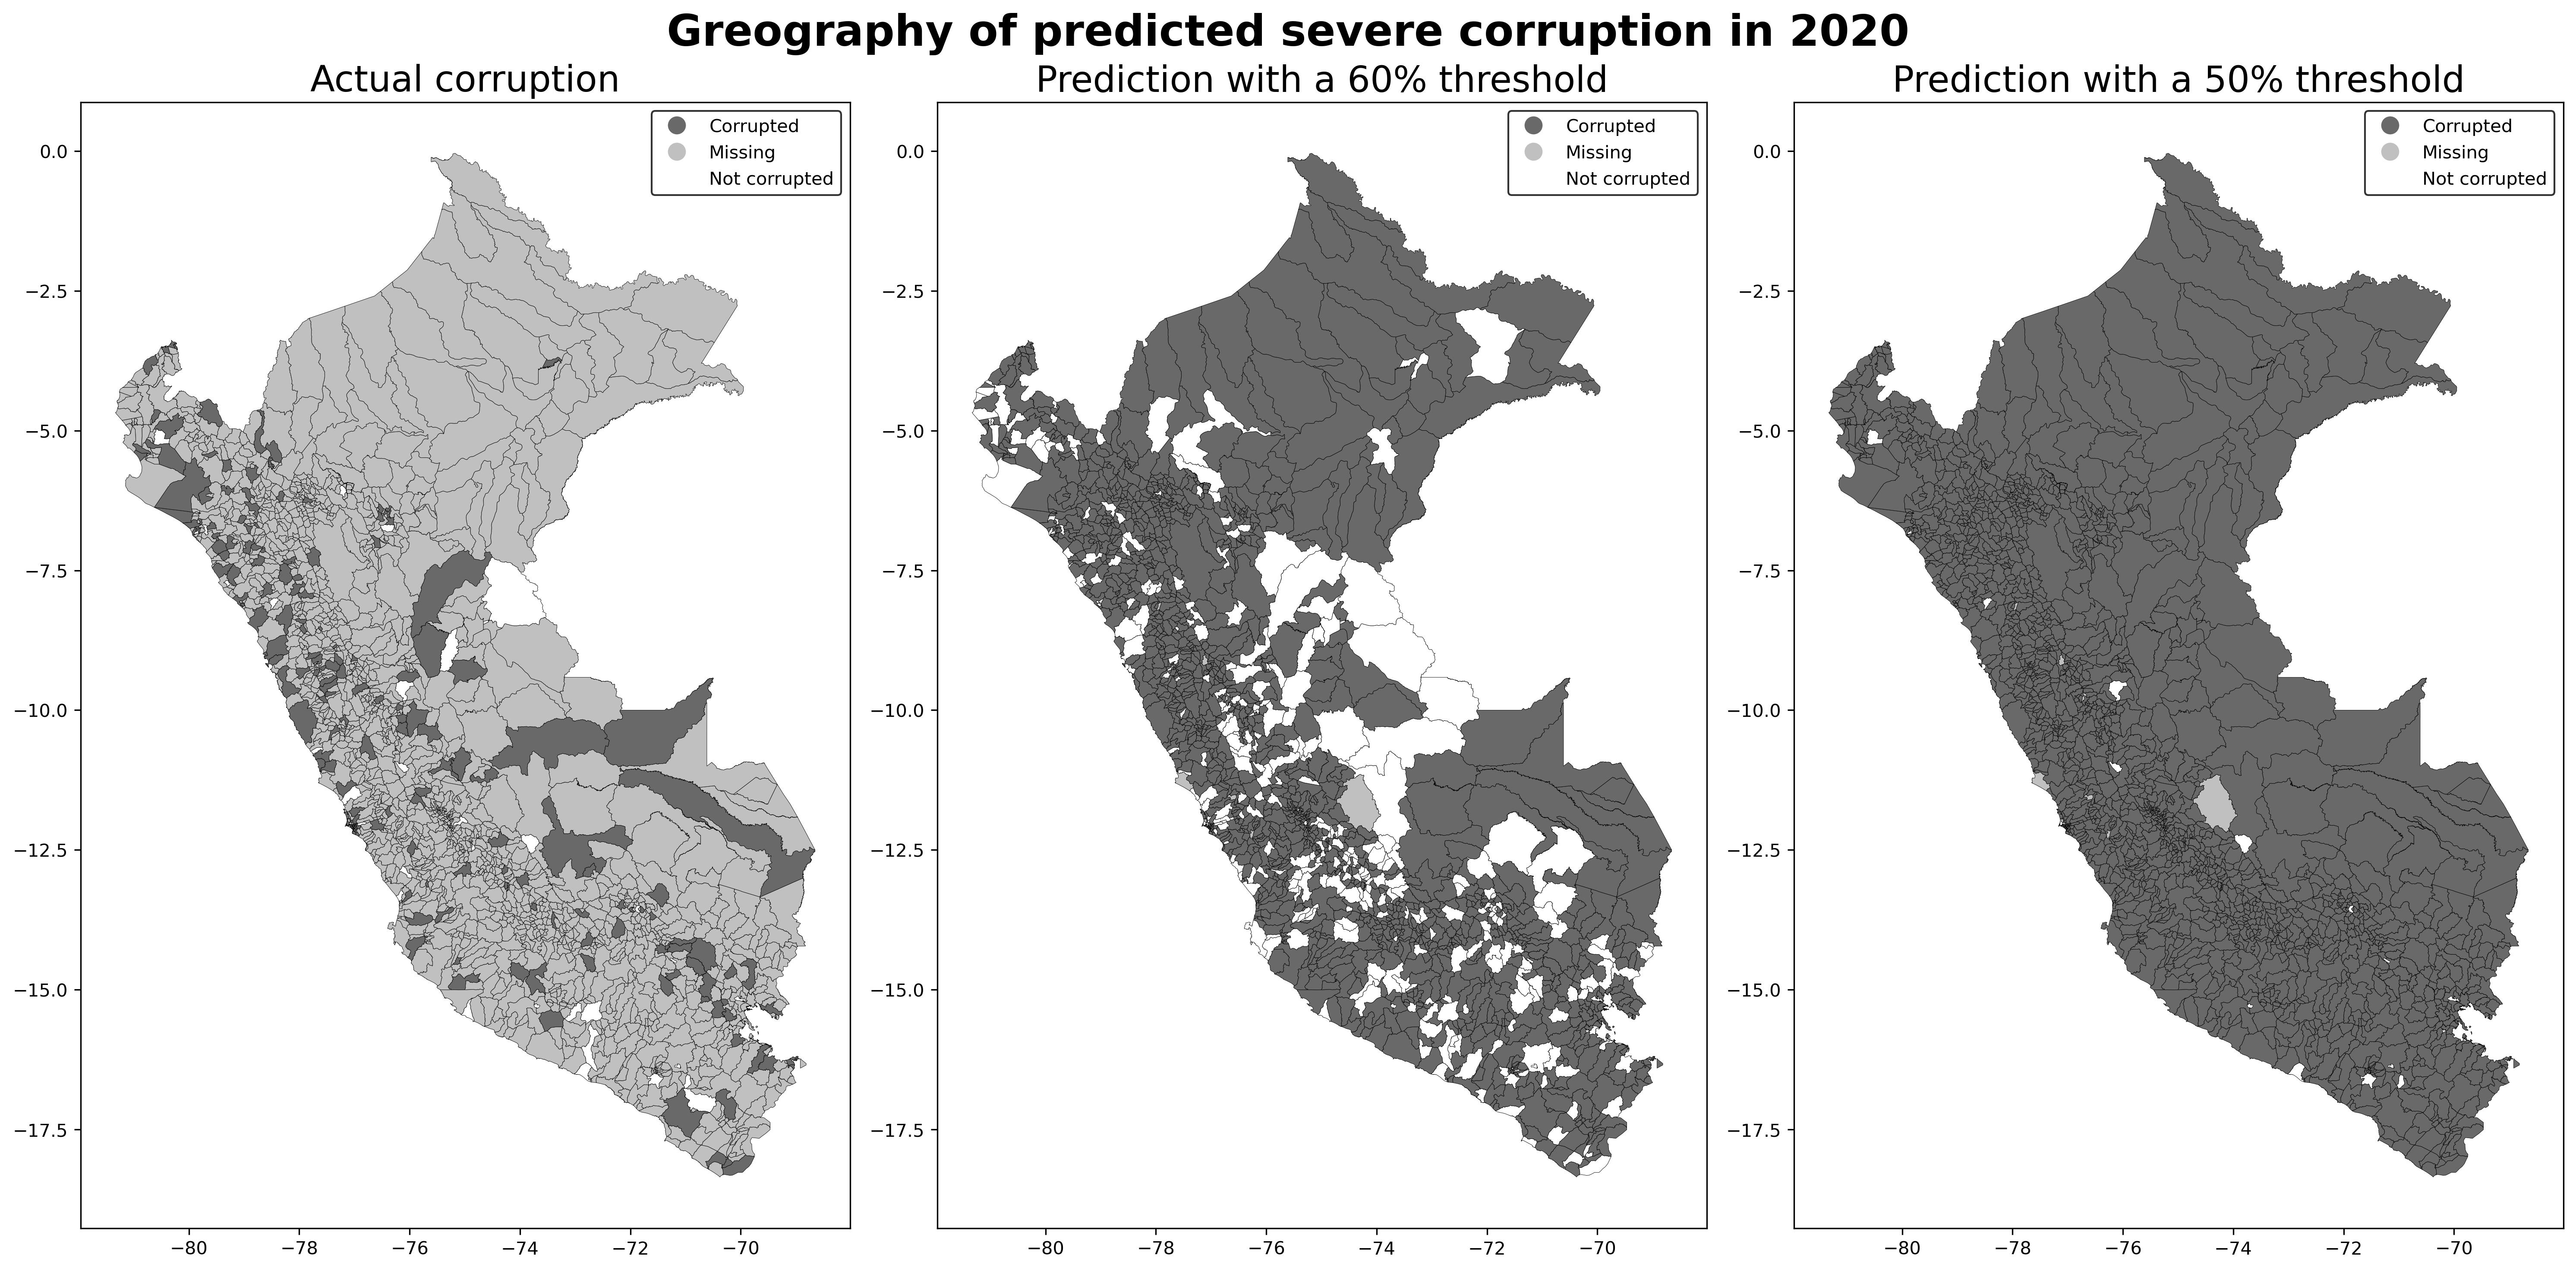 Greography of predicted severe corruption in 2020
Actual corruption
Prediction with a 60% threshold
Prediction with a 50% threshold
Corrupted
Missing
Not corrupted
0.0
−2.5
−5.0
−7.5
−10.0
−12.5
−15.0
−17.5
−80 −78 −76 −74 −72 −70
Corrupted
Missing
Not corrupted
0.0
−2.5
−5.0
−7.5
−10.0
−12.5
−15.0
−17.5
−80 −78 −76 −74 −72 −70
Corrupted
Missing
Not corrupted
0.0
−2.5
−5.0
−7.5
−10.0
−12.5
−15.0
−17.5
−80 −78 −76 −74 −72 −70